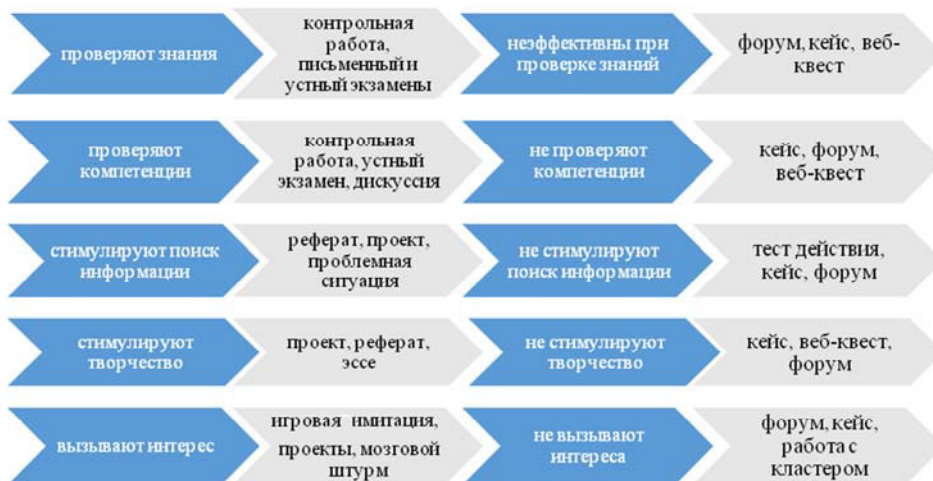 проверяют знания
контрольная
работа,
письменный и
устный экзамены
неэффективны при
проверке знаний
форум, кейс, веб-
квест
проверяют
компетенции
контрольная
работа, устный
экзамен, дискуссия
не проверяют
компетенции
кейс, форум,
веб-квест
стимулируют поиск
информации
реферат, проект,
проблемная
ситуация
не стимулируют
поиск информации
тест действия,
кейс, форум
стимулируют
творчество
проект, реферат,
эссе
не стимулируют
творчество
кейс, веб-квест,
форум
вызывают интерес
игровая имитация,
проекты, мозговой
штурм
не вызывают
интереса
форум, кейс,
работа с
кластером